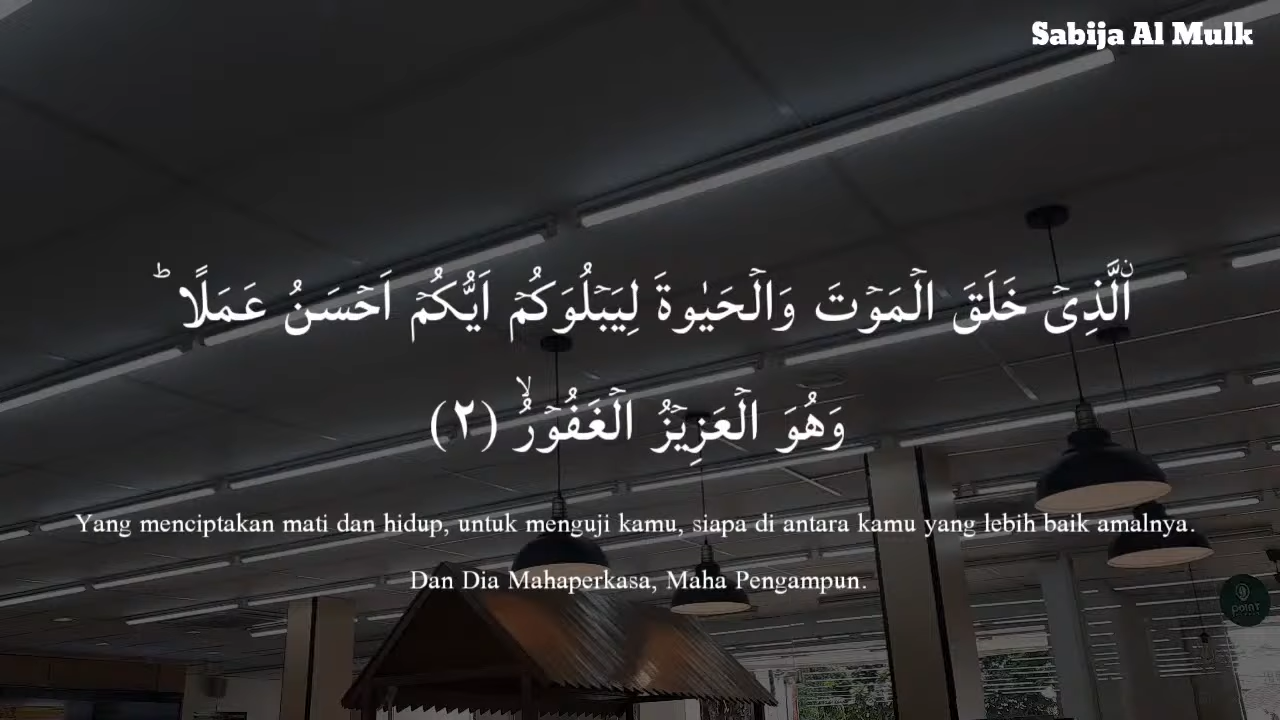 Sabija Al Mulk
ࣙالَّذِيۡ خَلَقَ الۡمَوۡتَ وَالۡحَيٰوةَ لِيَبۡلُوَكُمۡ اَيُّكُمۡ اَحۡسَنُ عَمَلًا ؕ
وَهُوَ الۡعَزِيۡزُ الۡغَفُوۡرُۙ (٢)
Yang menciptakan mati dan hidup, untuk menguji kamu, siapa di antara kamu yang lebih baik amalnya.
Dan Dia Mahaperkasa, Maha Pengampun.